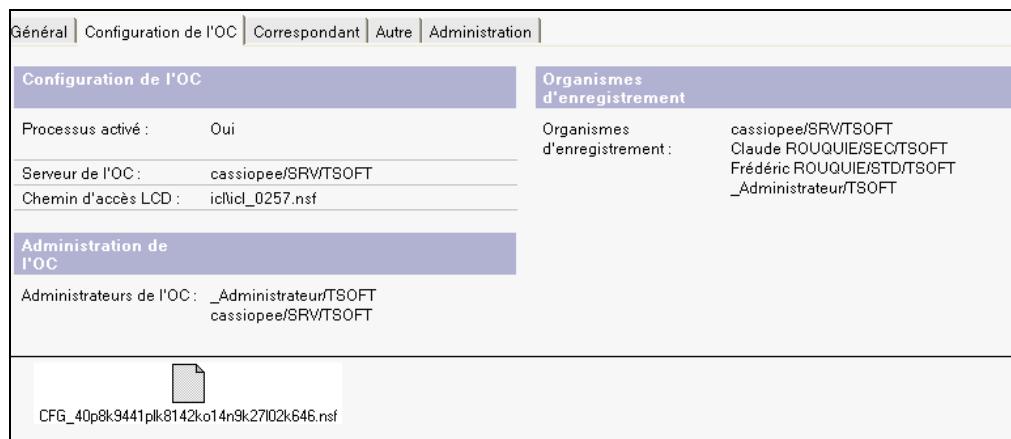 Général Configuration de l'OC Correspondant Autre Administration
Configuration de l'OC
Processus activé : Oui
Serveur de l'OC : cassiopee/SRV/TSOFT
Chemin d'accès LCD : icl\icl_0257.nsf
Administration de
l'OC
Administrateurs de l'OC : _Administrateur/TSOFT
cassiopee/SRV/TSOFT
Organismes
d'enregistrement
Organismes cassiopee/SRV/TSOFT
d'enregistrement : Claude ROUQUIE/SEC/TSOFT
Frédéric ROUQUIE/STD/TSOFT
_Administrateur/TSOFT
CFG_40p8k9441plk8142ko14n9k27l02k646.nsf